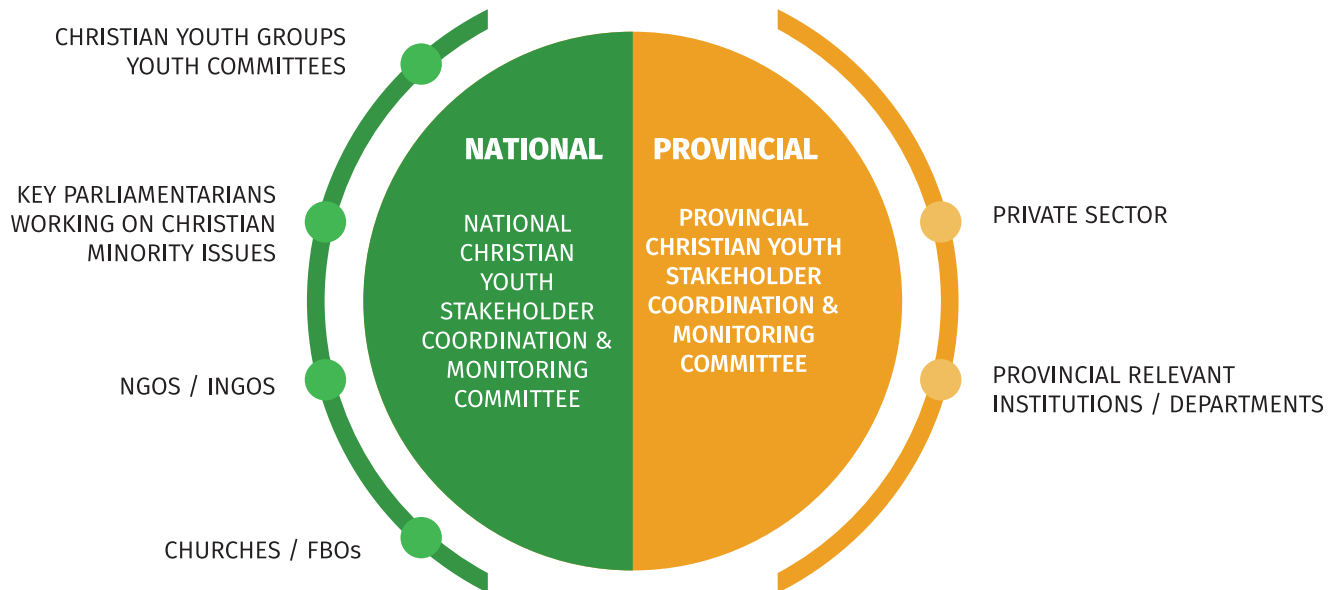 CHRISTIAN YOUTH GROUPS
YOUTH COMMITTEES
KEY PARLIAMENTARIANS
WORKING ON CHRISTIAN
MINORITY ISSUES
NGOS / INGOS
CHURCHES / FBOs
NATIONAL
NATIONAL
CHRISTIAN
YOUTH
STAKEHOLDER
COORDINATION &
MONITORING
COMMITTEE
PROVINCIAL
PROVINCIAL
CHRISTIAN YOUTH
STAKEHOLDER
COORDINATION &
MONITORING
COMMITTEE
PRIVATE SECTOR
PROVINCIAL RELEVANT
INSTITUTIONS / DEPARTMENTS